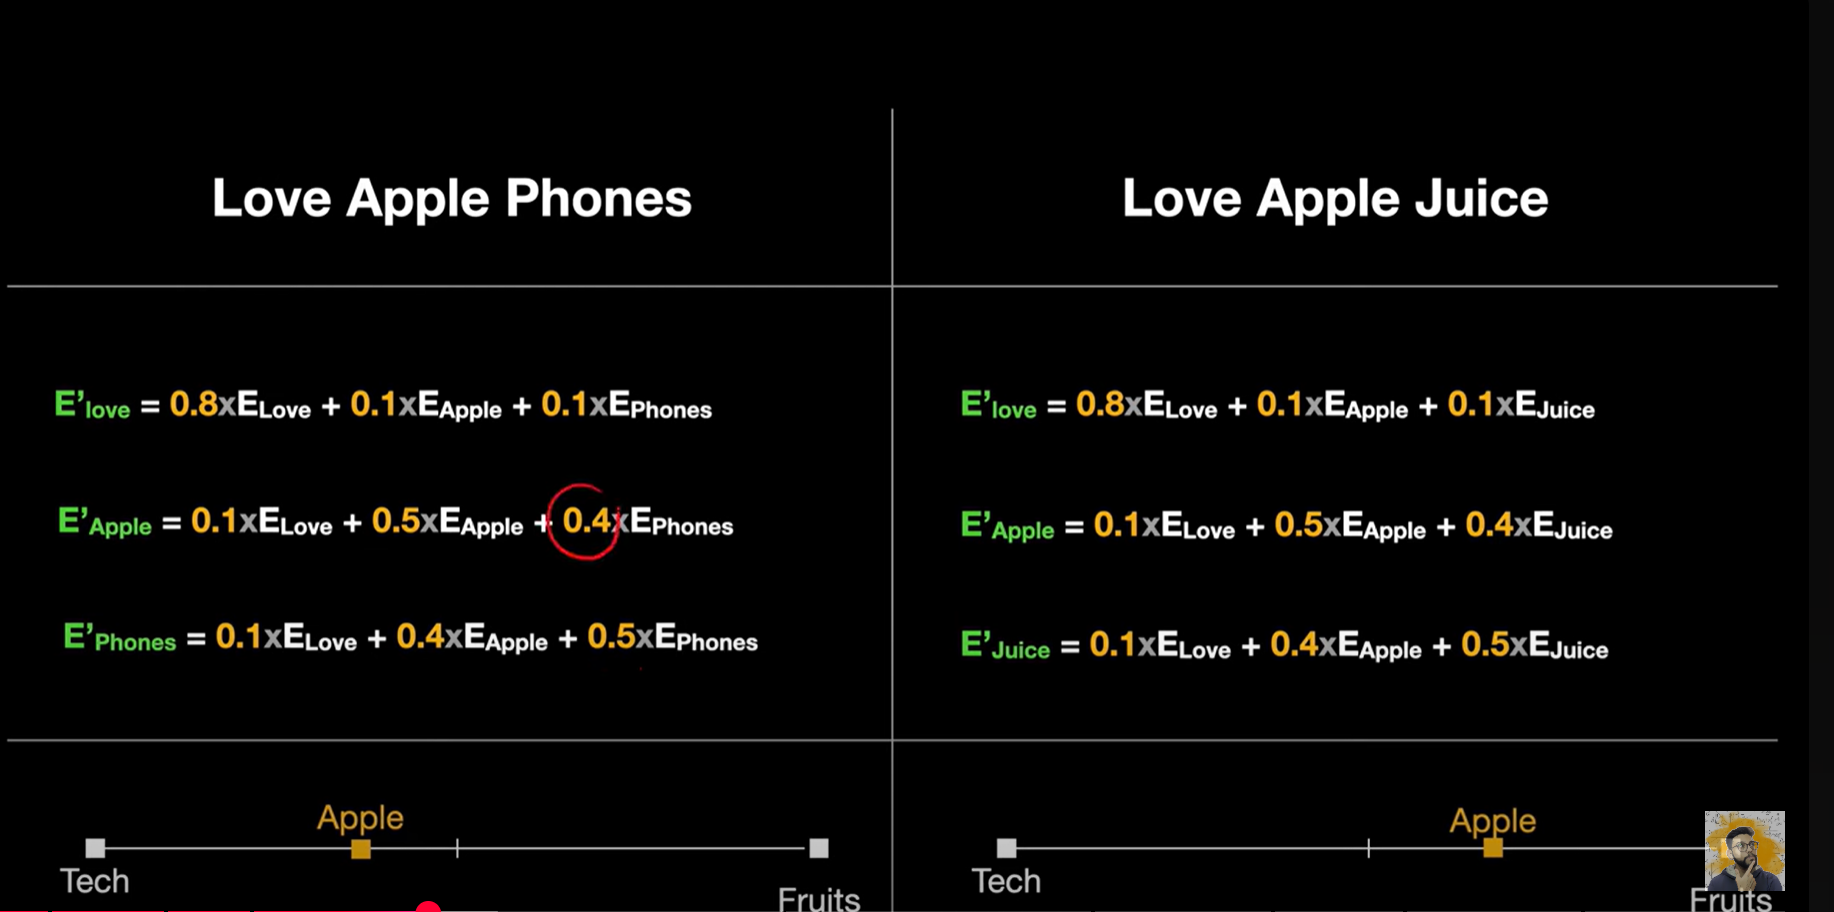 Love Apple Phones
Love Apple Juice
E'love = 0.8xELove + 0.1xEApple + 0.1xEPhones
E'love = 0.8xELove + 0.1xEApple + 0.1xEJuice
E'Apple = 0.1xELove + 0.5xEApple + 0.4xEPhones
E'Apple = 0.1xELove + 0.5xEApple + 0.4xEJuice
E'Phones = 0.1xELove + 0.4xEApple + 0.5xEPhones
E'Juice = 0.1xELove + 0.4xEApple + 0.5xEJuice
Apple
Apple
Tech
Fruits
Tech
Fruits